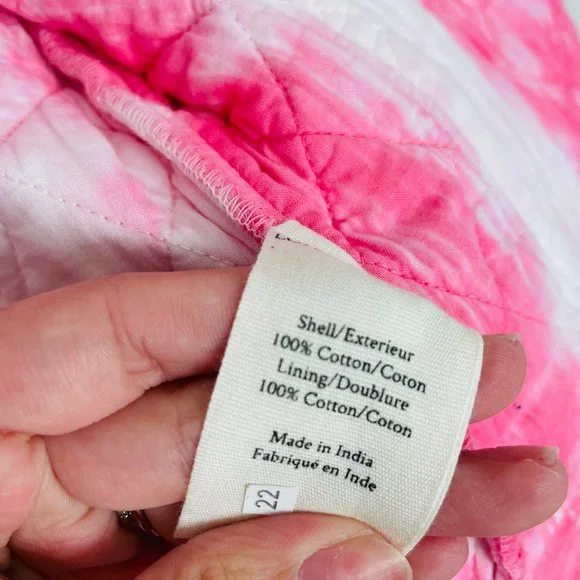 Shell/Exterieur
100% Cotton/Coton
Lining/Doublure
100% Cotton/Coton
Made in India
Fabriqué en Inde
22